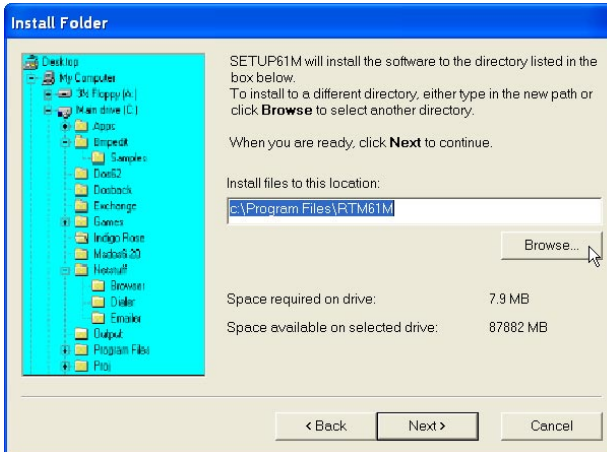 Install Folder
Desktop
My Computer
3½ Floppy (A:)
Main drive (C:)
Apps
Bmpedit
Samples
Dos62
Dosback
Exchange
Games
Indigo Rose
Netstuff
Browser
Dialer
Emailer
Output
Program Files
Proj
SETUP61M will install the software to the directory listed in the
box below.
To install to a different directory, either type in the new path or
click Browse to select another directory.
When you are ready, click Next to continue.
Install files to this location:
c:\Program Files\RTM61M
Browse...
Space required on drive: 7.9 MB
Space available on selected drive: 87882 MB
< Back Next > Cancel